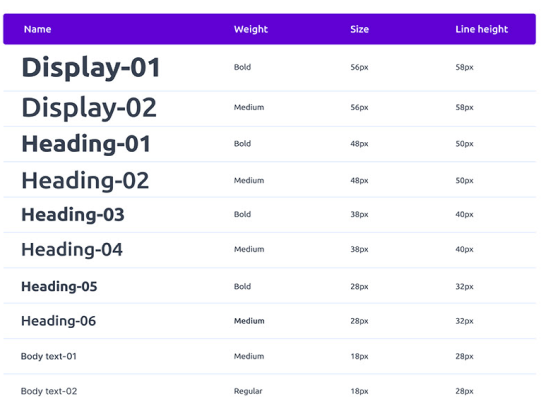 Name Weight Size Line height
Display-01 Bold 56px 58px
Display-02 Medium 56px 58px
Heading-01 Bold 48px 50px
Heading-02 Medium 48px 50px
Heading-03 Bold 38px 40px
Heading-04 Medium 38px 40px
Heading-05 Bold 28px 32px
Heading-06 Medium 28px 32px
Body text-01 Medium 18px 28px
Body text-02 Regular 18px 28px